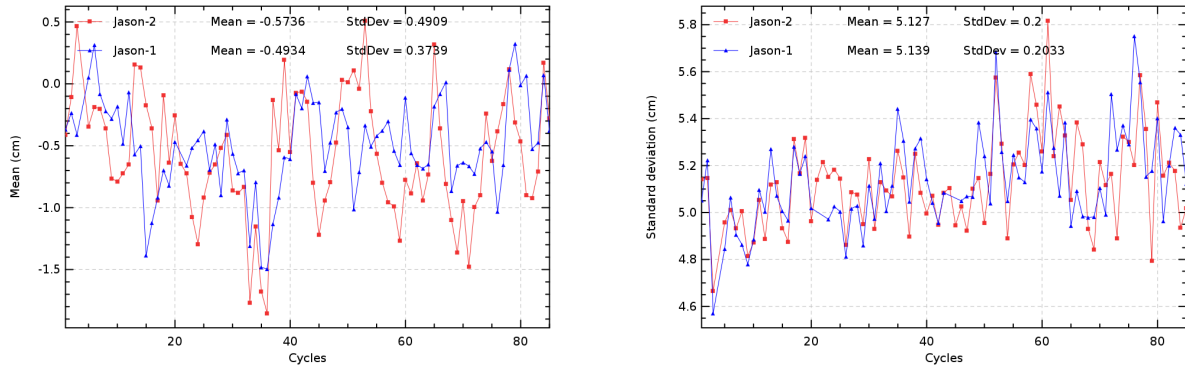 Jason-2 Mean = -0.5736 StdDev = 0.4909
Jason-1 Mean = -0.4934 StdDev = 0.3739
0.0
-0.5
-1.0
-1.5
Mean (cm)
20 40 60 80
Cycles
5.8
Jason-2 Mean = 5.127 StdDev = 0.2
Jason-1 Mean = 5.139 StdDev = 0.2033
5.6
5.4
5.2
5.0
4.8
4.6
Standard deviation (cm)
20 40 60 80
Cycles